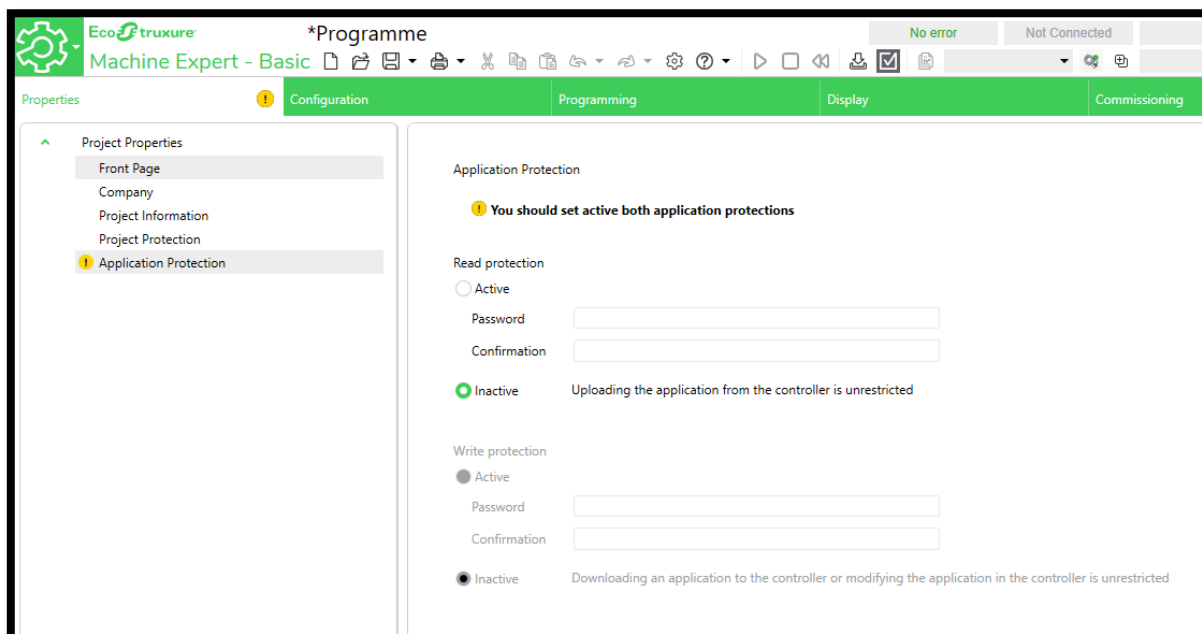 EcoStruxure
*Programme
No error
Not Connected
Machine Expert - Basic
Properties
Configuration
Programming
Display
Commissioning
Project Properties
Front Page
Company
Project Information
Project Protection
Application Protection
Application Protection
You should set active both application protections
Read protection
Active
Password
Confirmation
Inactive Uploading the application from the controller is unrestricted
Write protection
Active
Password
Confirmation
Inactive Downloading an application to the controller or modifying the application in the controller is unrestricted